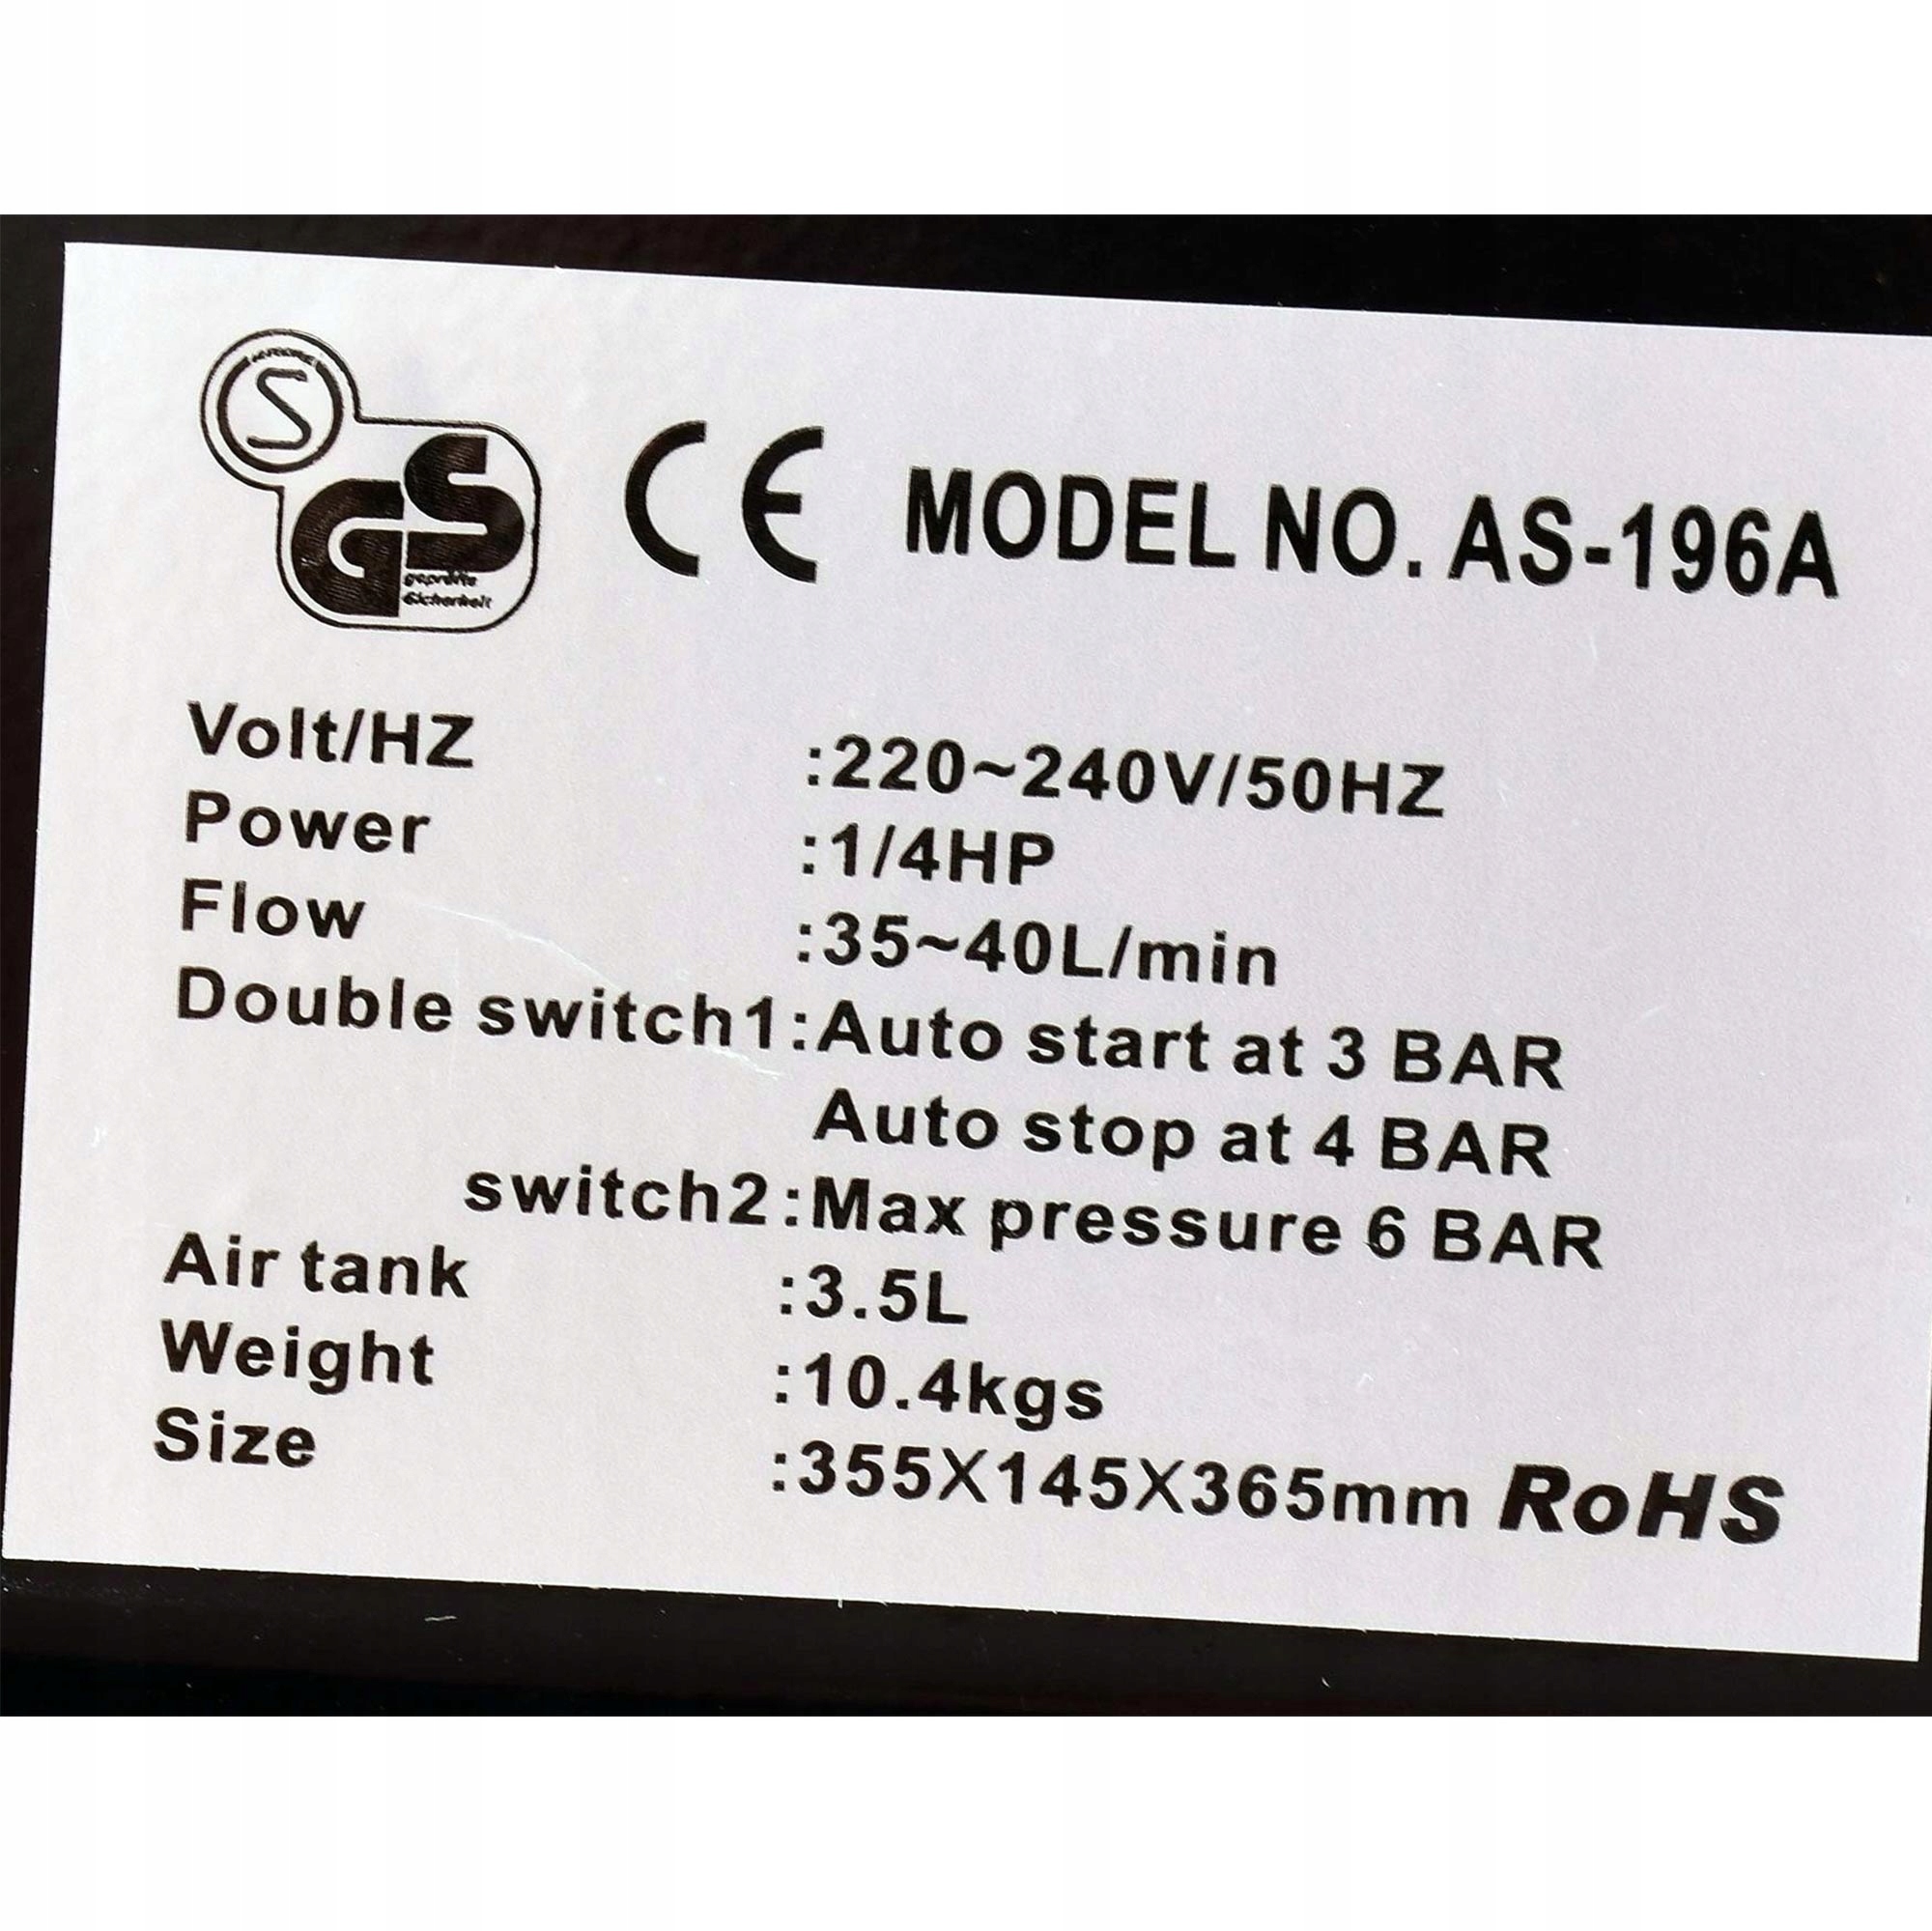 S
GS
geprüfte
Sicherheit
CE MODEL NO. AS-196A
Volt/HZ :220~240V/50HZ
Power :1/4HP
Flow :35~40L/min
Double switch1:Auto start at 3 BAR
Auto stop at 4 BAR
switch2:Max pressure 6 BAR
Air tank :3.5L
Weight :10.4kgs
Size :355X145X365mm RoHS